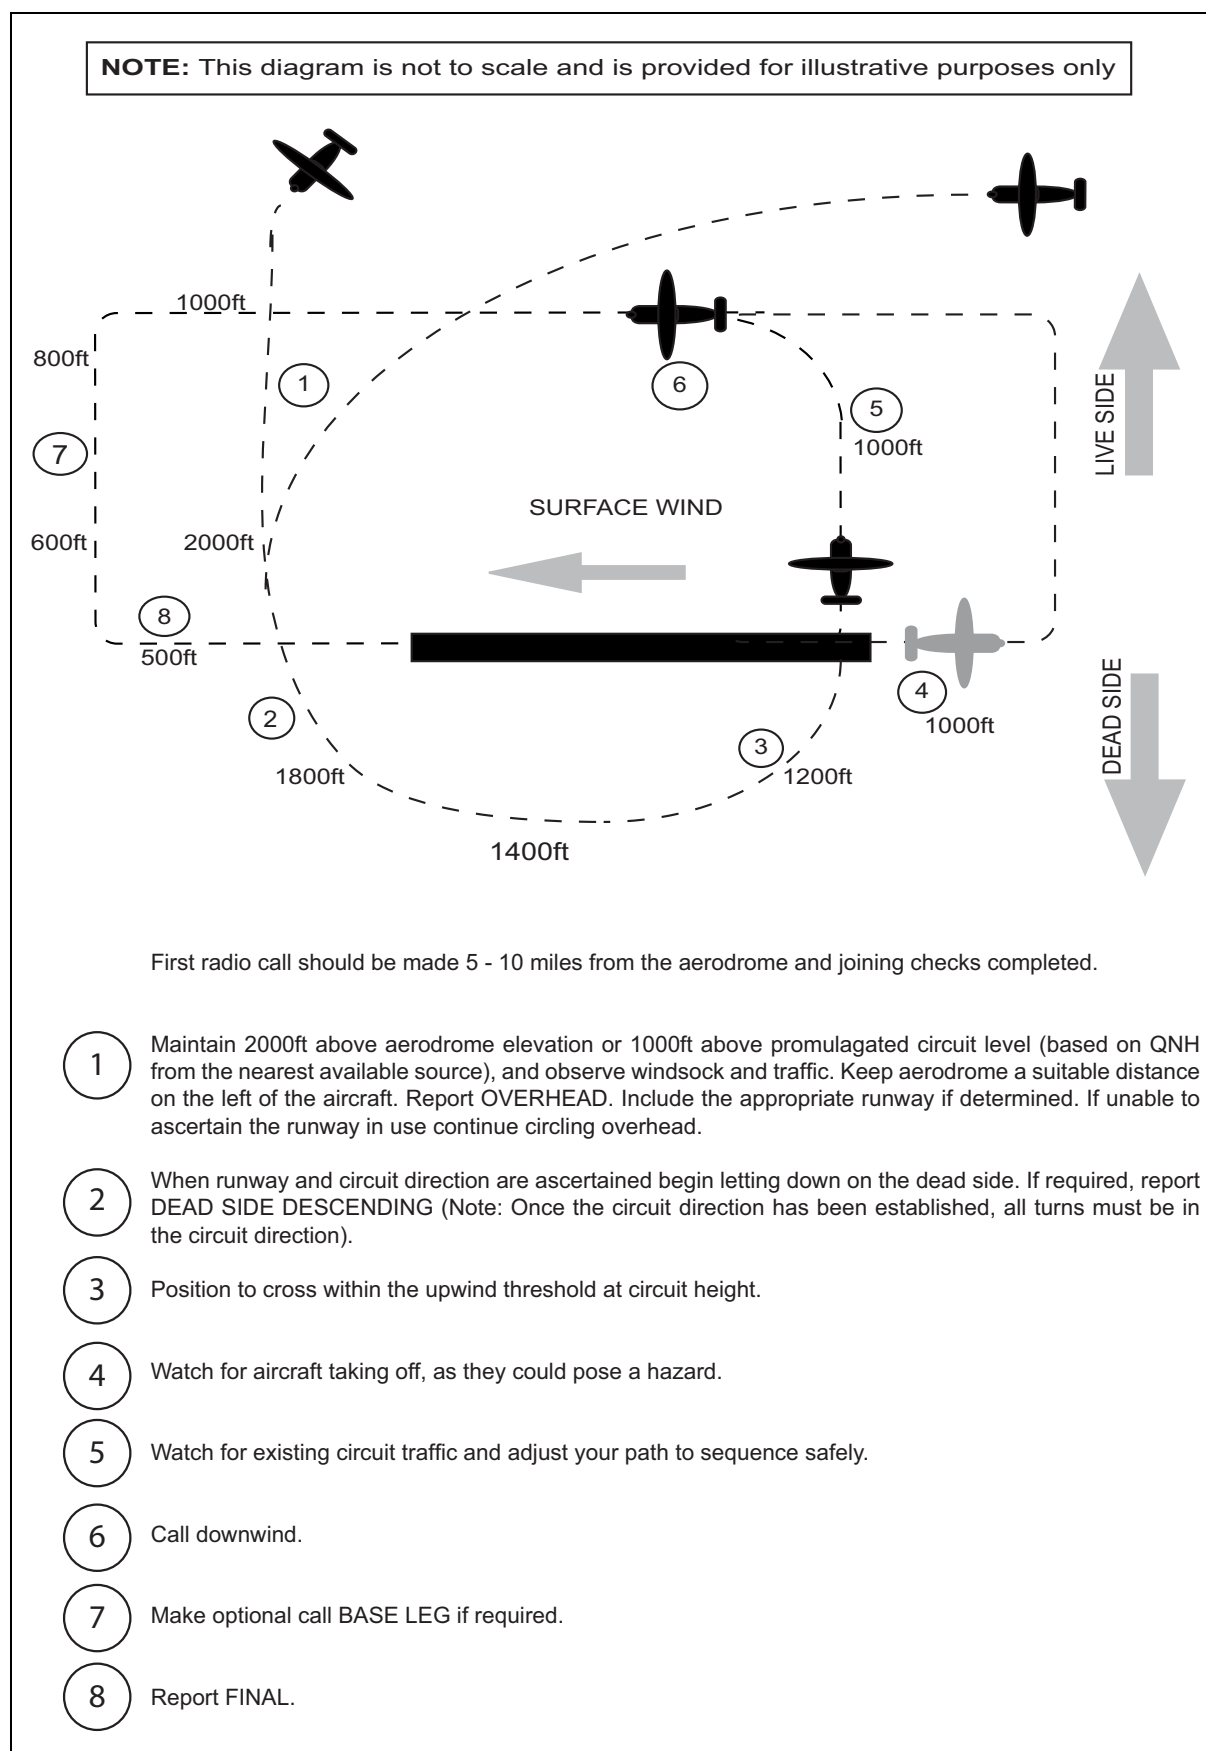 NOTE: This diagram is not to scale and is provided for illustrative purposes only
1000ft
800ft
1
6
5
7
1000ft
LIVE SIDE
SURFACE WIND
600ft
2000ft
8
500ft
4
1000ft
DEAD SIDE
2
3
1800ft
1200ft
1400ft
First radio call should be made 5 - 10 miles from the aerodrome and joining checks completed.
1
Maintain 2000ft above aerodrome elevation or 1000ft above promulagated circuit level (based on QNH
from the nearest available source), and observe windsock and traffic. Keep aerodrome a suitable distance
on the left of the aircraft. Report OVERHEAD. Include the appropriate runway if determined. If unable to
ascertain the runway in use continue circling overhead.
2
When runway and circuit direction are ascertained begin letting down on the dead side. If required, report
DEAD SIDE DESCENDING (Note: Once the circuit direction has been established, all turns must be in
the circuit direction).
3
Position to cross within the upwind threshold at circuit height.
4
Watch for aircraft taking off, as they could pose a hazard.
5
Watch for existing circuit traffic and adjust your path to sequence safely.
6
Call downwind.
7
Make optional call BASE LEG if required.
8
Report FINAL.